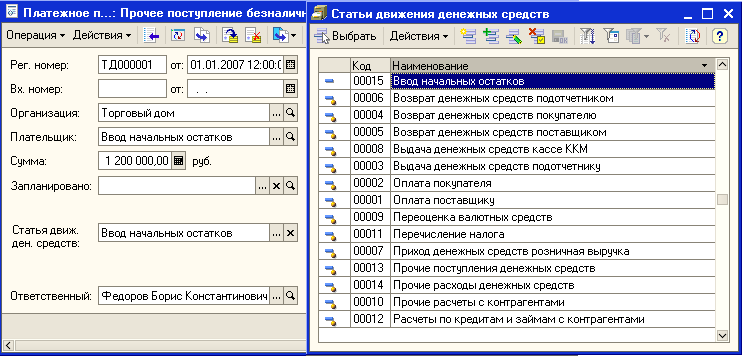 Платежное п...: Прочее поступление безналичн
Операция Действия
Рег. номер: ТД000001 от: 01.01.2007 12:00:0
Вх. номер: от: . .
Организация: Торговый дом ...
Плательщик: Ввод начальных остатков ...
Сумма: 1 200 000,00 руб.
Запланировано: ...
Статья движ.
ден. средств: Ввод начальных остатков ...
Ответственный: Федоров Борис Константинович ...
Статьи движения денежных средств
Выбрать Действия
Код Наименование
00015 Ввод начальных остатков
00006 Возврат денежных средств подотчетником
00004 Возврат денежных средств покупателю
00005 Возврат денежных средств поставщиком
00008 Выдача денежных средств кассе ККМ
00003 Выдача денежных средств подотчетнику
00002 Оплата покупателя
00001 Оплата поставщику
00009 Переоценка валютных средств
00011 Перечисление налога
00007 Приход денежных средств розничная выручка
00013 Прочие поступления денежных средств
00014 Прочие расходы денежных средств
00010 Прочие расчеты с контрагентами
00012 Расчеты по кредитам и займам с контрагентами